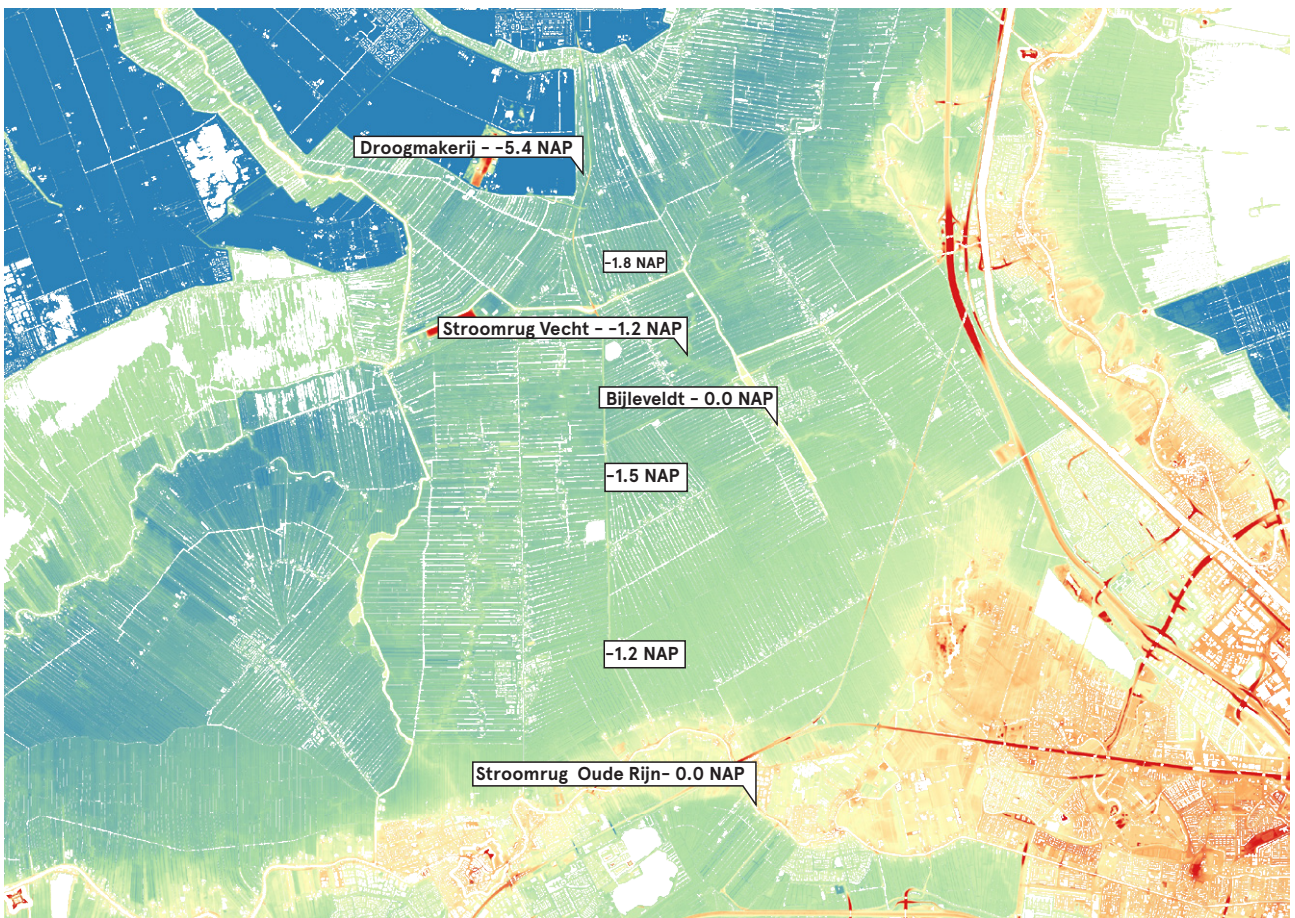 Droogmakerij - -5.4 NAP
-1.8 NAP
Stroomrug Vecht - -1.2 NAP
Bijleveldt - 0.0 NAP
-1.5 NAP
-1.2 NAP
Stroomrug Oude Rijn- 0.0 NAP